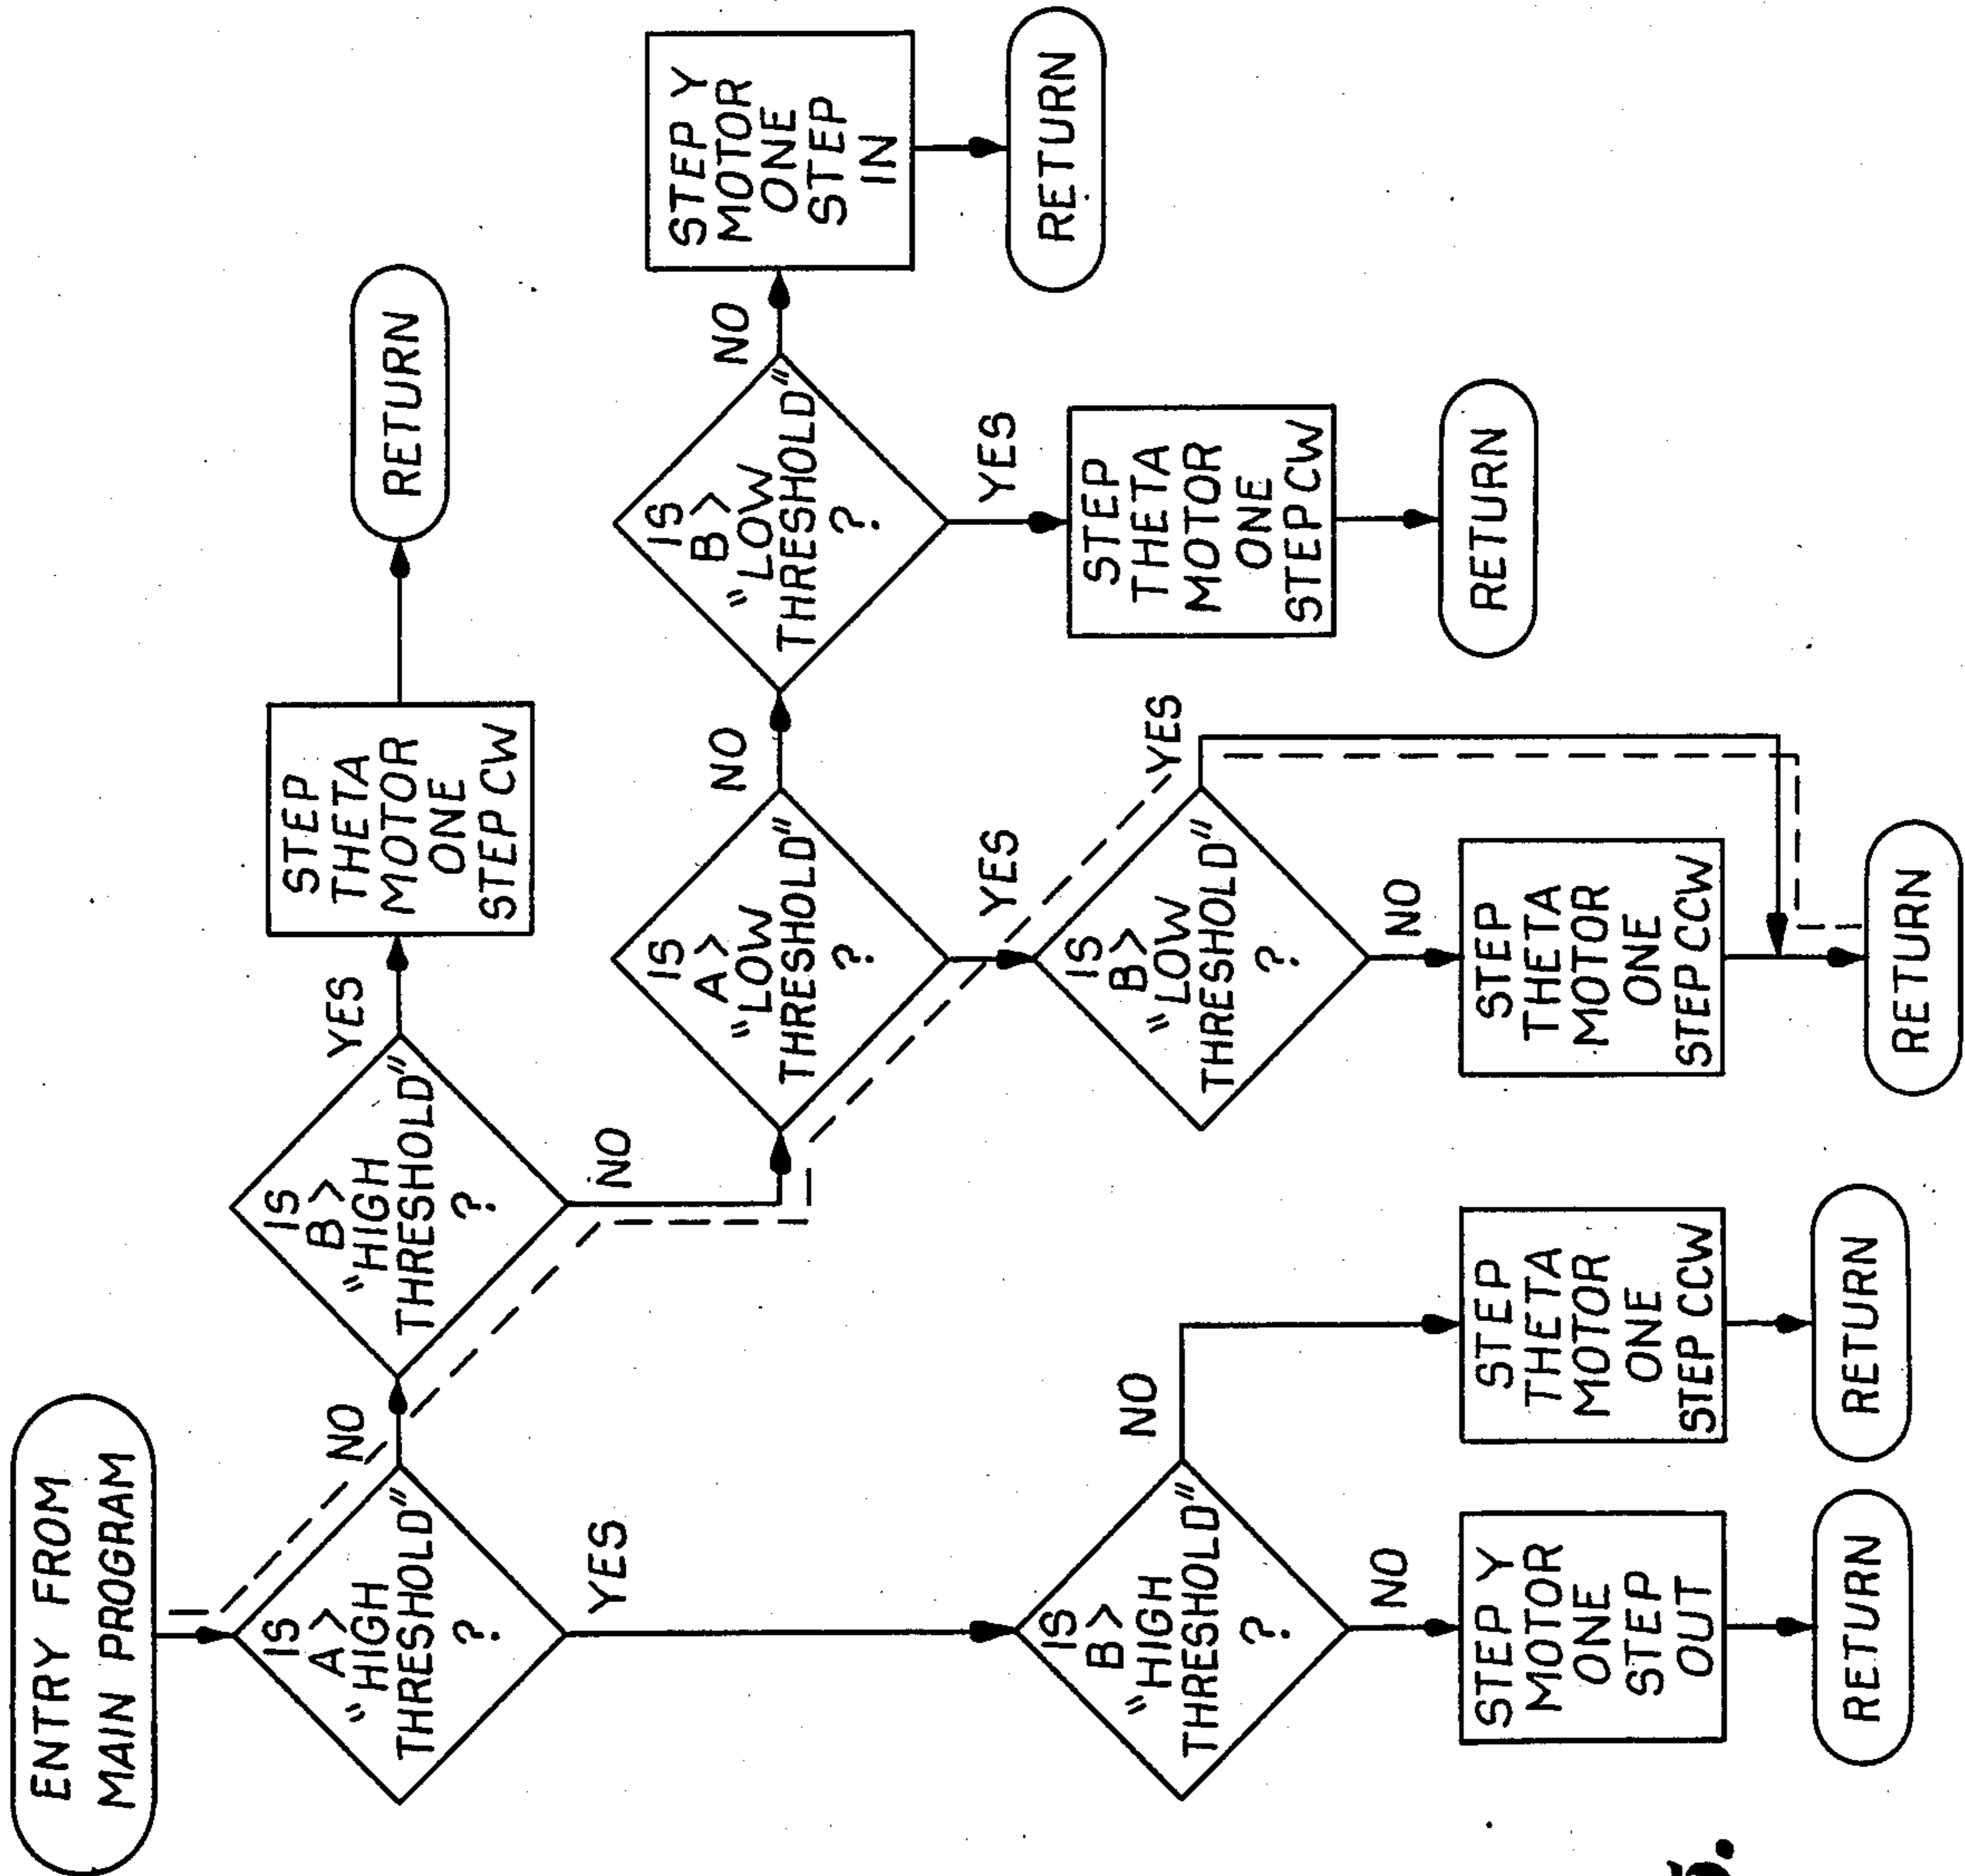 ENTRY FROM
MAIN PROGRAM
IS
A>
"HIGH
THRESHOLD"
?
NO
YES
IS
B>
"HIGH
THRESHOLD"
?
YES
NO
STEP
THETA
MOTOR
ONE
STEP CW
RETURN
IS
A>
"LOW
THRESHOLD"
?
NO
YES
IS
B>
"LOW
THRESHOLD"
?
NO
YES
STEP Y
MOTOR
ONE
STEP
IN
RETURN
STEP
THETA
MOTOR
ONE
STEP CW
RETURN
IS
B>
"LOW
THRESHOLD"
?
YES
NO
STEP
THETA
MOTOR
ONE
STEP CCW
RETURN
IS
B>
"HIGH
THRESHOLD"
?
NO
NO
STEP Y
MOTOR
ONE
STEP
OUT
RETURN
STEP
THETA
MOTOR
ONE
STEP CCW
RETURN